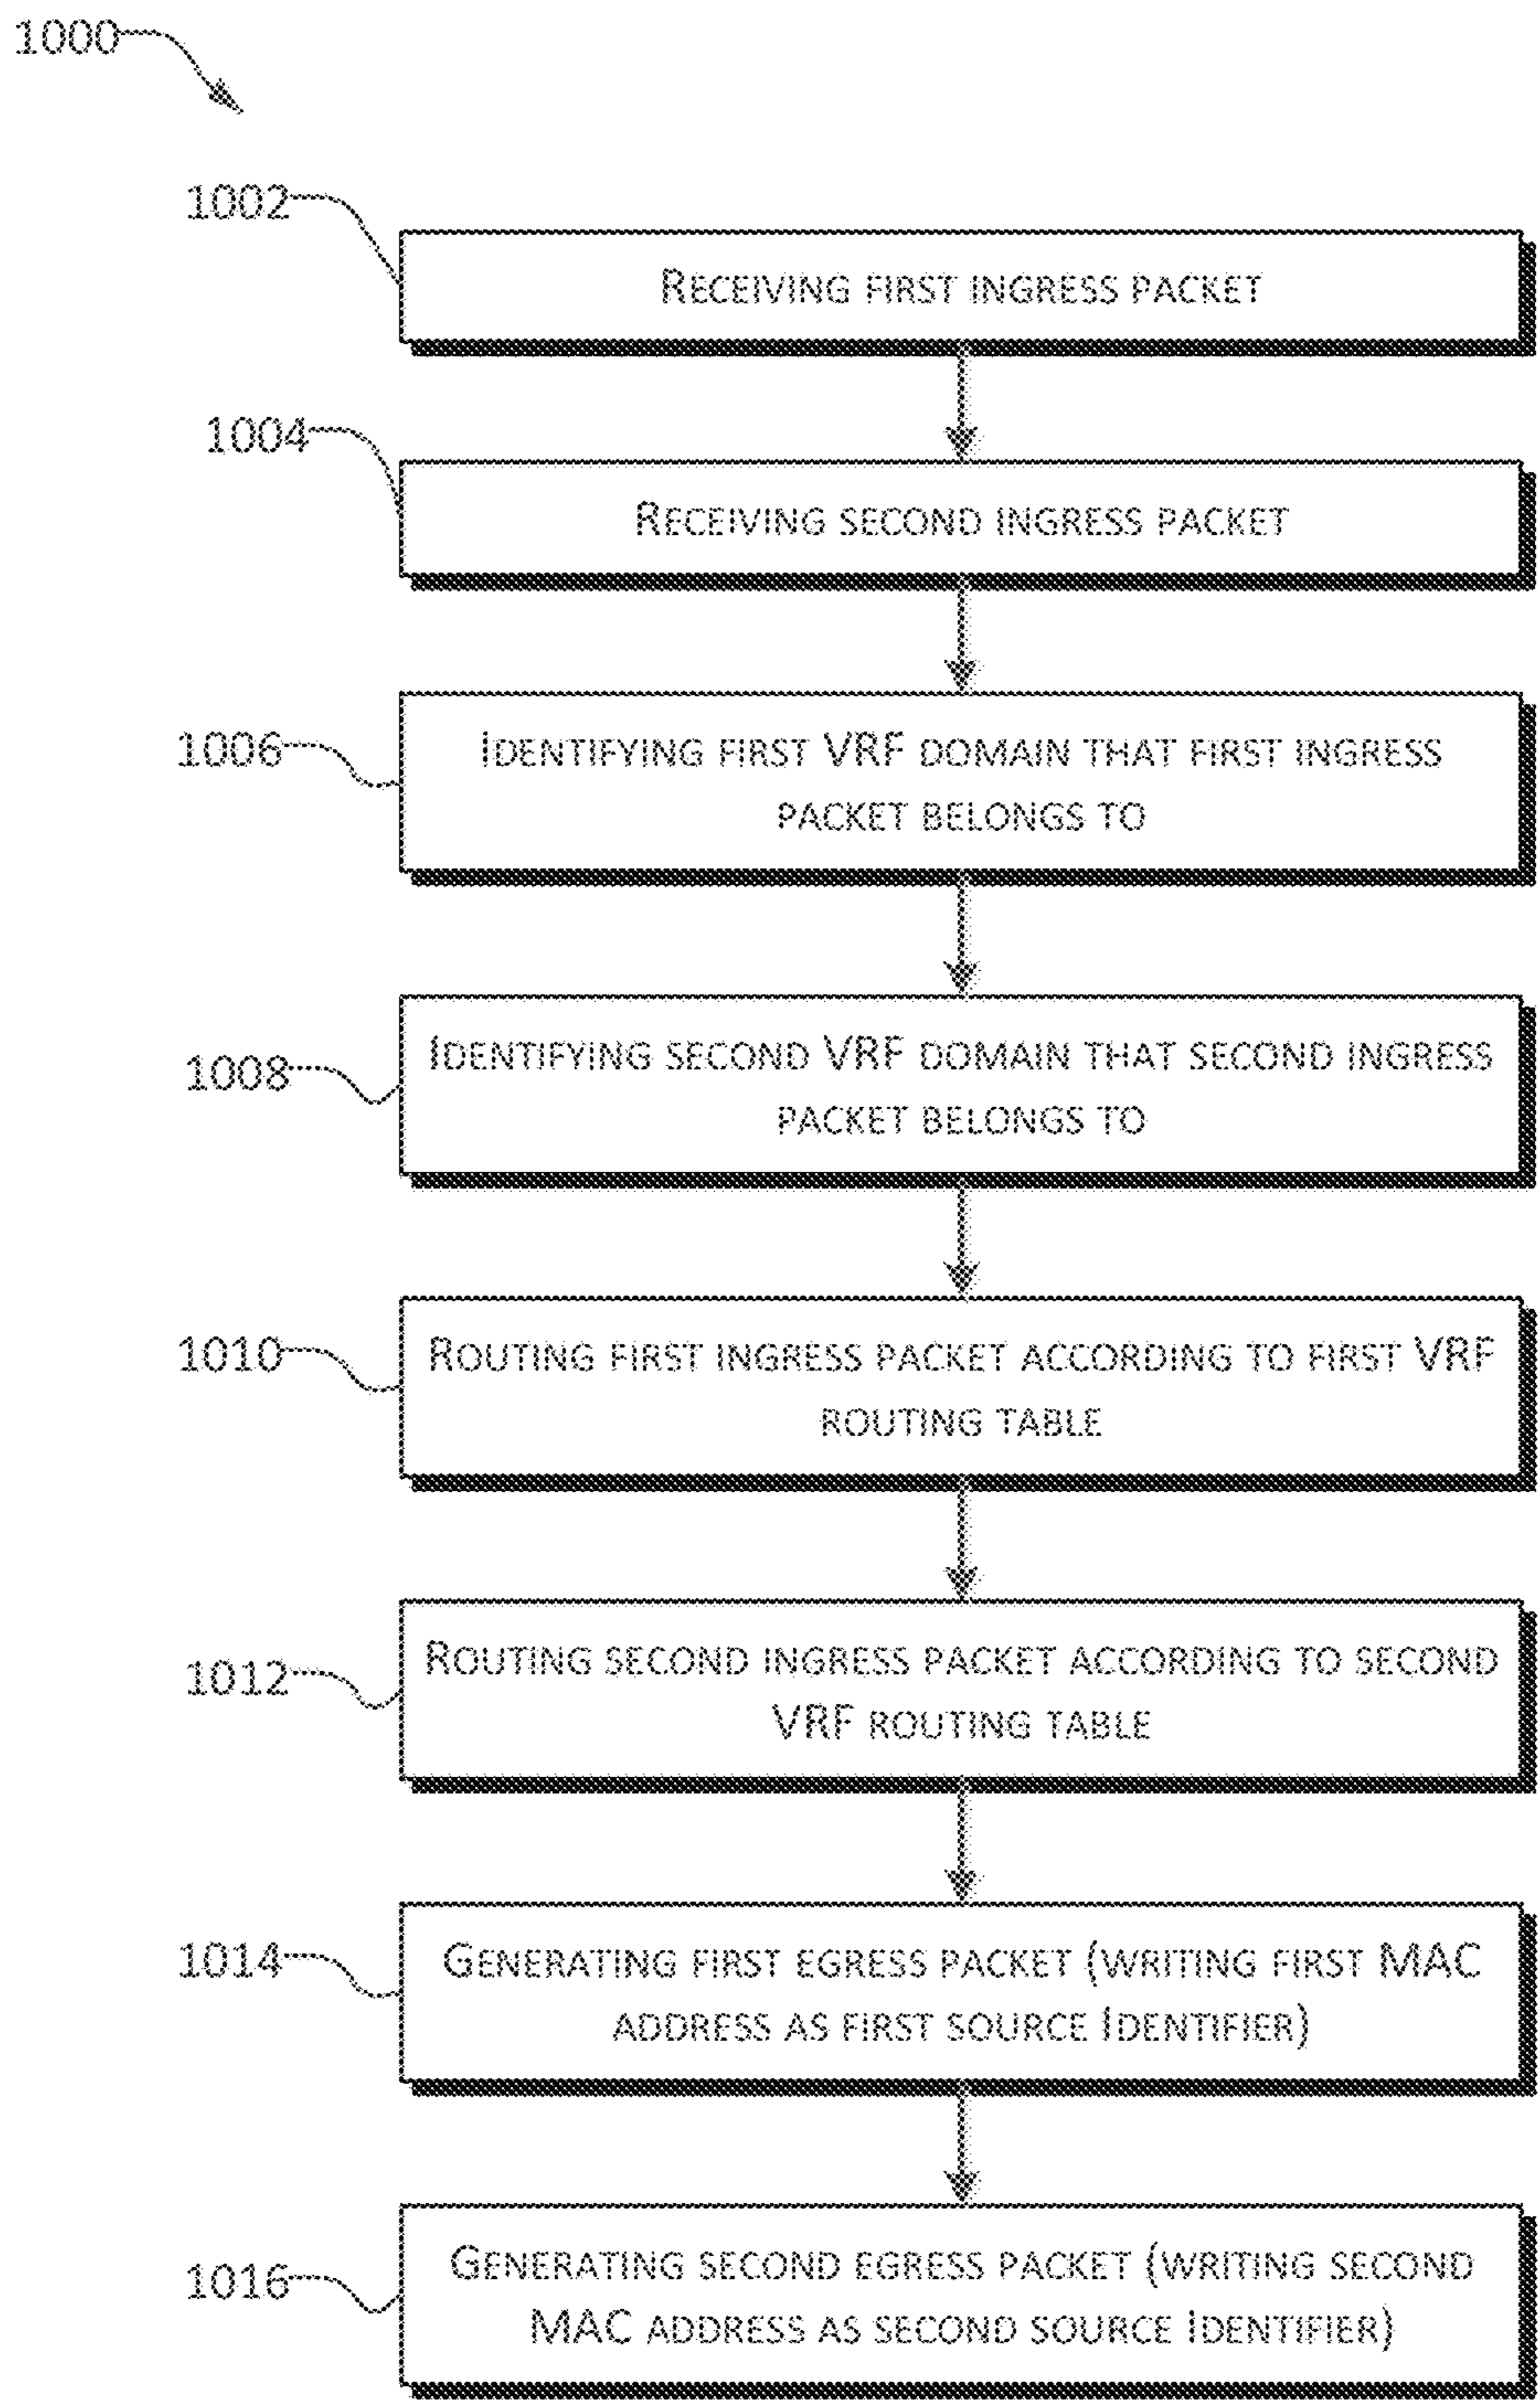 1000
1002
RECEIVING FIRST INGRESS PACKET
1004
RECEIVING SECOND INGRESS PACKET
1006
IDENTIFYING FIRST VRF DOMAIN THAT FIRST INGRESS
PACKET BELONGS TO
1008
IDENTIFYING SECOND VRF DOMAIN THAT SECOND INGRESS
PACKET BELONGS TO
1010
ROUTING FIRST INGRESS PACKET ACCORDING TO FIRST VRF
ROUTING TABLE
1012
ROUTING SECOND INGRESS PACKET ACCORDING TO SECOND
VRF ROUTING TABLE
1014
GENERATING FIRST EGRESS PACKET (WRITING FIRST MAC
ADDRESS AS FIRST SOURCE IDENTIFIER)
1016
GENERATING SECOND EGRESS PACKET (WRITING SECOND
MAC ADDRESS AS SECOND SOURCE IDENTIFIER)